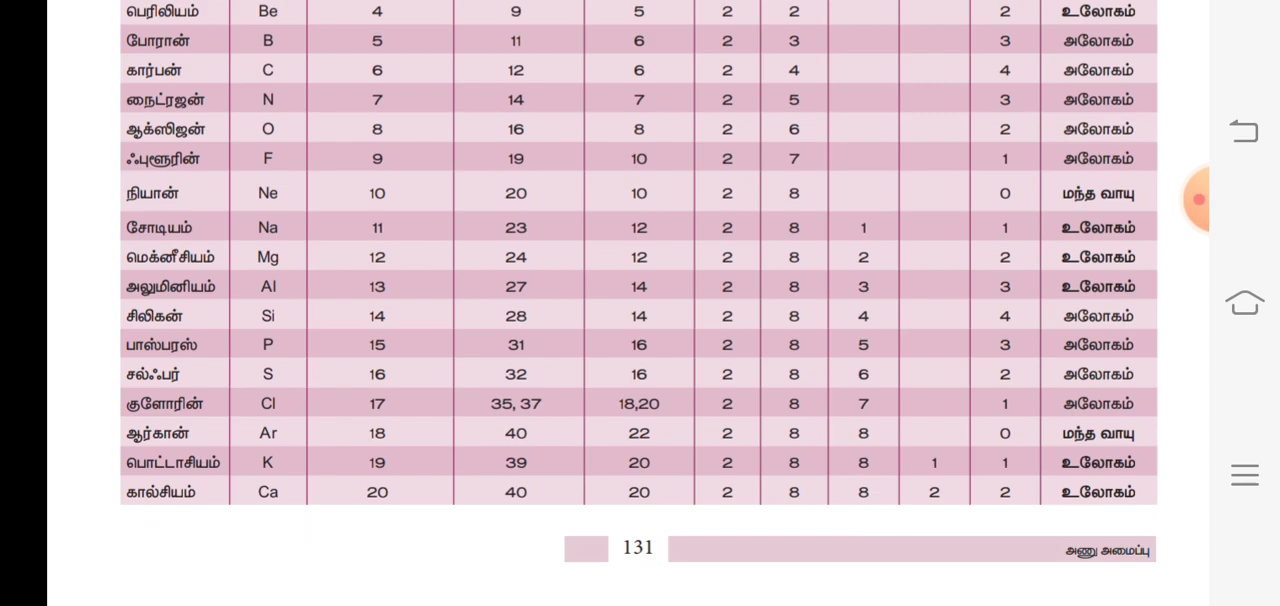 பெரிலியம் Be 4 9 5 2 2 2 உலோகம்
போரான் B 5 11 6 2 3 3 அலோகம்
கார்பன் C 6 12 6 2 4 4 அலோகம்
நைட்ரஜன் N 7 14 7 2 5 3 அலோகம்
ஆக்ஸிஜன் O 8 16 8 2 6 2 அலோகம்
ஃபுளூரின் F 9 19 10 2 7 1 அலோகம்
நியான் Ne 10 20 10 2 8 0 மந்த வாயு
சோடியம் Na 11 23 12 2 8 1 1 உலோகம்
மெக்னீசியம் Mg 12 24 12 2 8 2 2 உலோகம்
அலுமினியம் Al 13 27 14 2 8 3 3 உலோகம்
சிலிகன் Si 14 28 14 2 8 4 4 அலோகம்
பாஸ்பரஸ் P 15 31 16 2 8 5 3 அலோகம்
சல்ஃபர் S 16 32 16 2 8 6 2 அலோகம்
குளோரின் Cl 17 35, 37 18,20 2 8 7 1 அலோகம்
ஆர்கான் Ar 18 40 22 2 8 8 0 மந்த வாயு
பொட்டாசியம் K 19 39 20 2 8 8 1 1 உலோகம்
கால்சியம் Ca 20 40 20 2 8 8 2 2 உலோகம்
131 அணு அமைப்பு